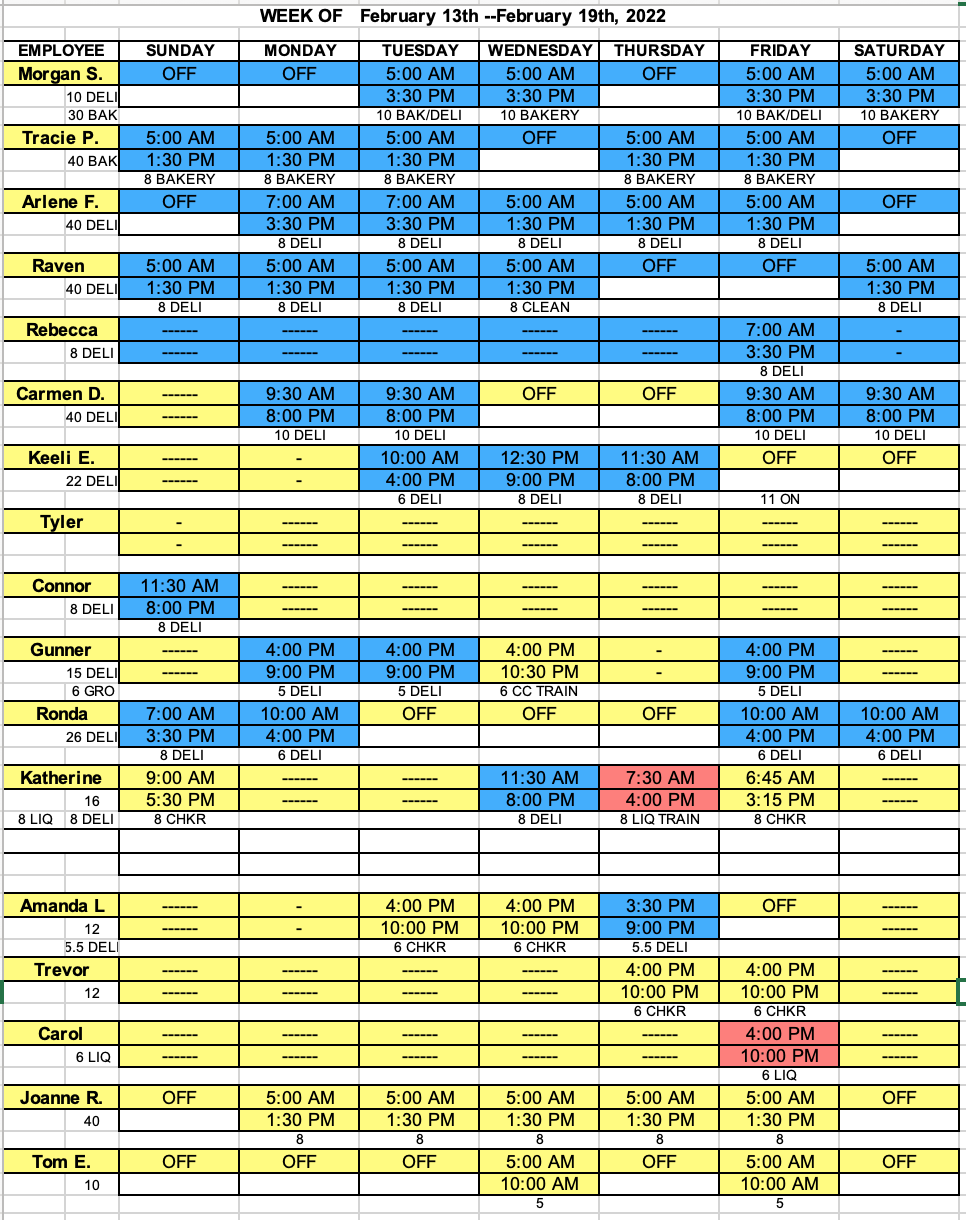 WEEK OF February 13th --February 19th, 2022
EMPLOYEE SUNDAY MONDAY TUESDAY WEDNESDAY THURSDAY FRIDAY SATURDAY
Morgan S. OFF OFF 5:00 AM 5:00 AM OFF 5:00 AM 5:00 AM
10 DELI 3:30 PM 3:30 PM 3:30 PM 3:30 PM
30 BAK 10 BAK/DELI 10 BAKERY 10 BAK/DELI 10 BAKERY
Tracie P. 5:00 AM 5:00 AM 5:00 AM OFF 5:00 AM 5:00 AM OFF
40 BAK 1:30 PM 1:30 PM 1:30 PM 1:30 PM 1:30 PM
8 BAKERY 8 BAKERY 8 BAKERY 8 BAKERY 8 BAKERY
Arlene F. OFF 7:00 AM 7:00 AM 5:00 AM 5:00 AM 5:00 AM OFF
40 DELI 3:30 PM 3:30 PM 1:30 PM 1:30 PM 1:30 PM
8 DELI 8 DELI 8 DELI 8 DELI 8 DELI
Raven 5:00 AM 5:00 AM 5:00 AM 5:00 AM OFF OFF 5:00 AM
40 DELI 1:30 PM 1:30 PM 1:30 PM 1:30 PM 1:30 PM
8 DELI 8 DELI 8 DELI 8 CLEAN 8 DELI
Rebecca ------ ------ ------ ------ ------ 7:00 AM -
8 DELI ------ ------ ------ ------ ------ 3:30 PM -
8 DELI
Carmen D. ------ 9:30 AM 9:30 AM OFF OFF 9:30 AM 9:30 AM
40 DELI ------ 8:00 PM 8:00 PM 8:00 PM 8:00 PM
10 DELI 10 DELI 10 DELI 10 DELI
Keeli E. ------ - 10:00 AM 12:30 PM 11:30 AM OFF OFF
22 DELI ------ - 4:00 PM 9:00 PM 8:00 PM
6 DELI 8 DELI 8 DELI 11 ON
Tyler - ------ ------ ------ ------ ------ ------
- ------ ------ ------ ------ ------ ------
Connor 11:30 AM ------ ------ ------ ------ ------ ------
8 DELI 8:00 PM ------ ------ ------ ------ ------ ------
8 DELI
Gunner ------ 4:00 PM 4:00 PM 4:00 PM - 4:00 PM ------
15 DELI ------ 9:00 PM 9:00 PM 10:30 PM - 9:00 PM ------
6 GRO 5 DELI 5 DELI 6 CC TRAIN 5 DELI
Ronda 7:00 AM 10:00 AM OFF OFF OFF 10:00 AM 10:00 AM
26 DELI 3:30 PM 4:00 PM 4:00 PM 4:00 PM
8 DELI 6 DELI 6 DELI 6 DELI
Katherine 9:00 AM ------ ------ 11:30 AM 7:30 AM 6:45 AM ------
16 5:30 PM ------ ------ 8:00 PM 4:00 PM 3:15 PM ------
8 LIQ 8 DELI 8 CHKR 8 DELI 8 LIQ TRAIN 8 CHKR
Amanda L ------ - 4:00 PM 4:00 PM 3:30 PM OFF ------
12 ------ - 10:00 PM 10:00 PM 9:00 PM ------
5.5 DELI 6 CHKR 6 CHKR 5.5 DELI
Trevor ------ ------ ------ ------ 4:00 PM 4:00 PM ------
12 ------ ------ ------ ------ 10:00 PM 10:00 PM ------
6 CHKR 6 CHKR
Carol ------ ------ ------ ------ ------ 4:00 PM ------
6 LIQ ------ ------ ------ ------ ------ 10:00 PM ------
6 LIQ
Joanne R. OFF 5:00 AM 5:00 AM 5:00 AM 5:00 AM 5:00 AM OFF
40 1:30 PM 1:30 PM 1:30 PM 1:30 PM 1:30 PM
8 8 8 8 8
Tom E. OFF OFF OFF 5:00 AM OFF 5:00 AM OFF
10 10:00 AM 10:00 AM
5 5